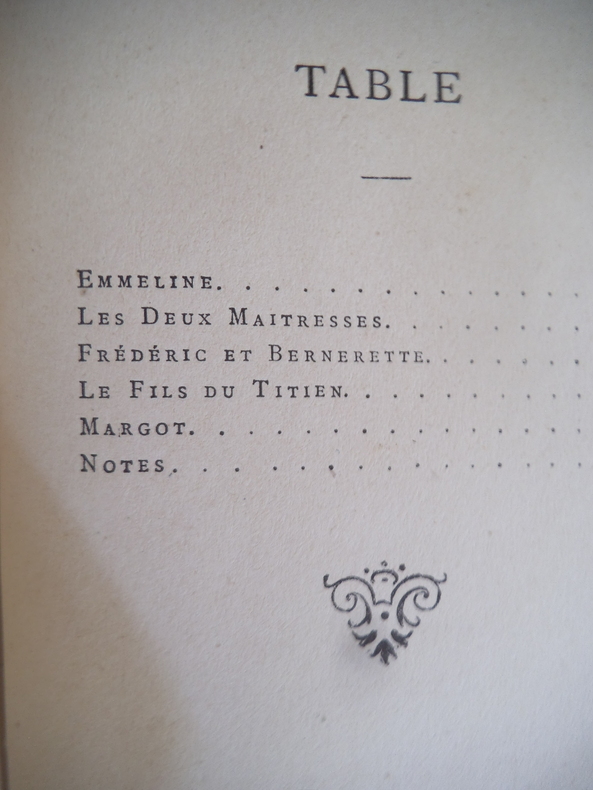 TABLE
EMMELINE. . . . . . . . . . . .
LES DEUX MAITRESSES. . . . . . . .
FRÉDÉRIC ET BERNERETTE. . . . . . .
LE FILS DU TITIEN. . . . . . . . . .
MARGOT. . . . . . . . . . . . . .
NOTES. . . . . . . . . . . . . .